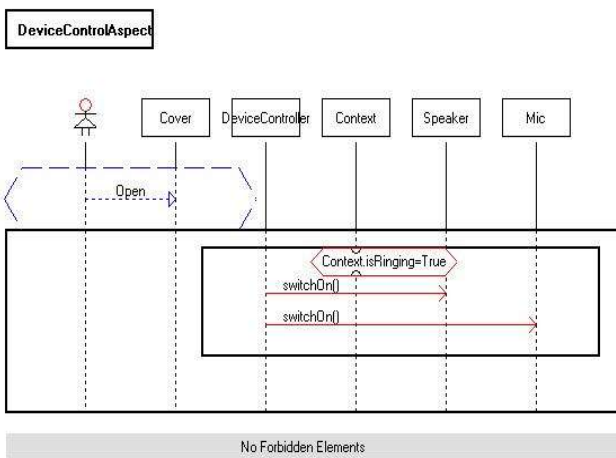 DeviceControlAspect
Cover DeviceController Context Speaker Mic
Open
Context.isRinging=True
switchOn()
switchOn()
No Forbidden Elements